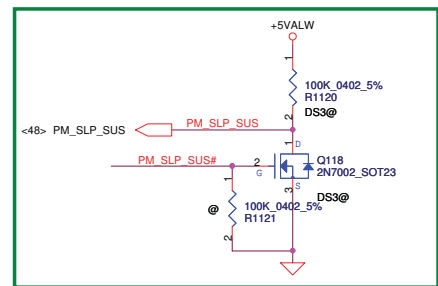 +5VALW
1
100K_0402_5%
R1120
2
DS3@
<48> PM_SLP_SUS
PM_SLP_SUS
1
D
Q118
2N7002_SOT23
PM_SLP_SUS#
2
G
S
3
DS3@
1
@
100K_0402_5%
R1121
2